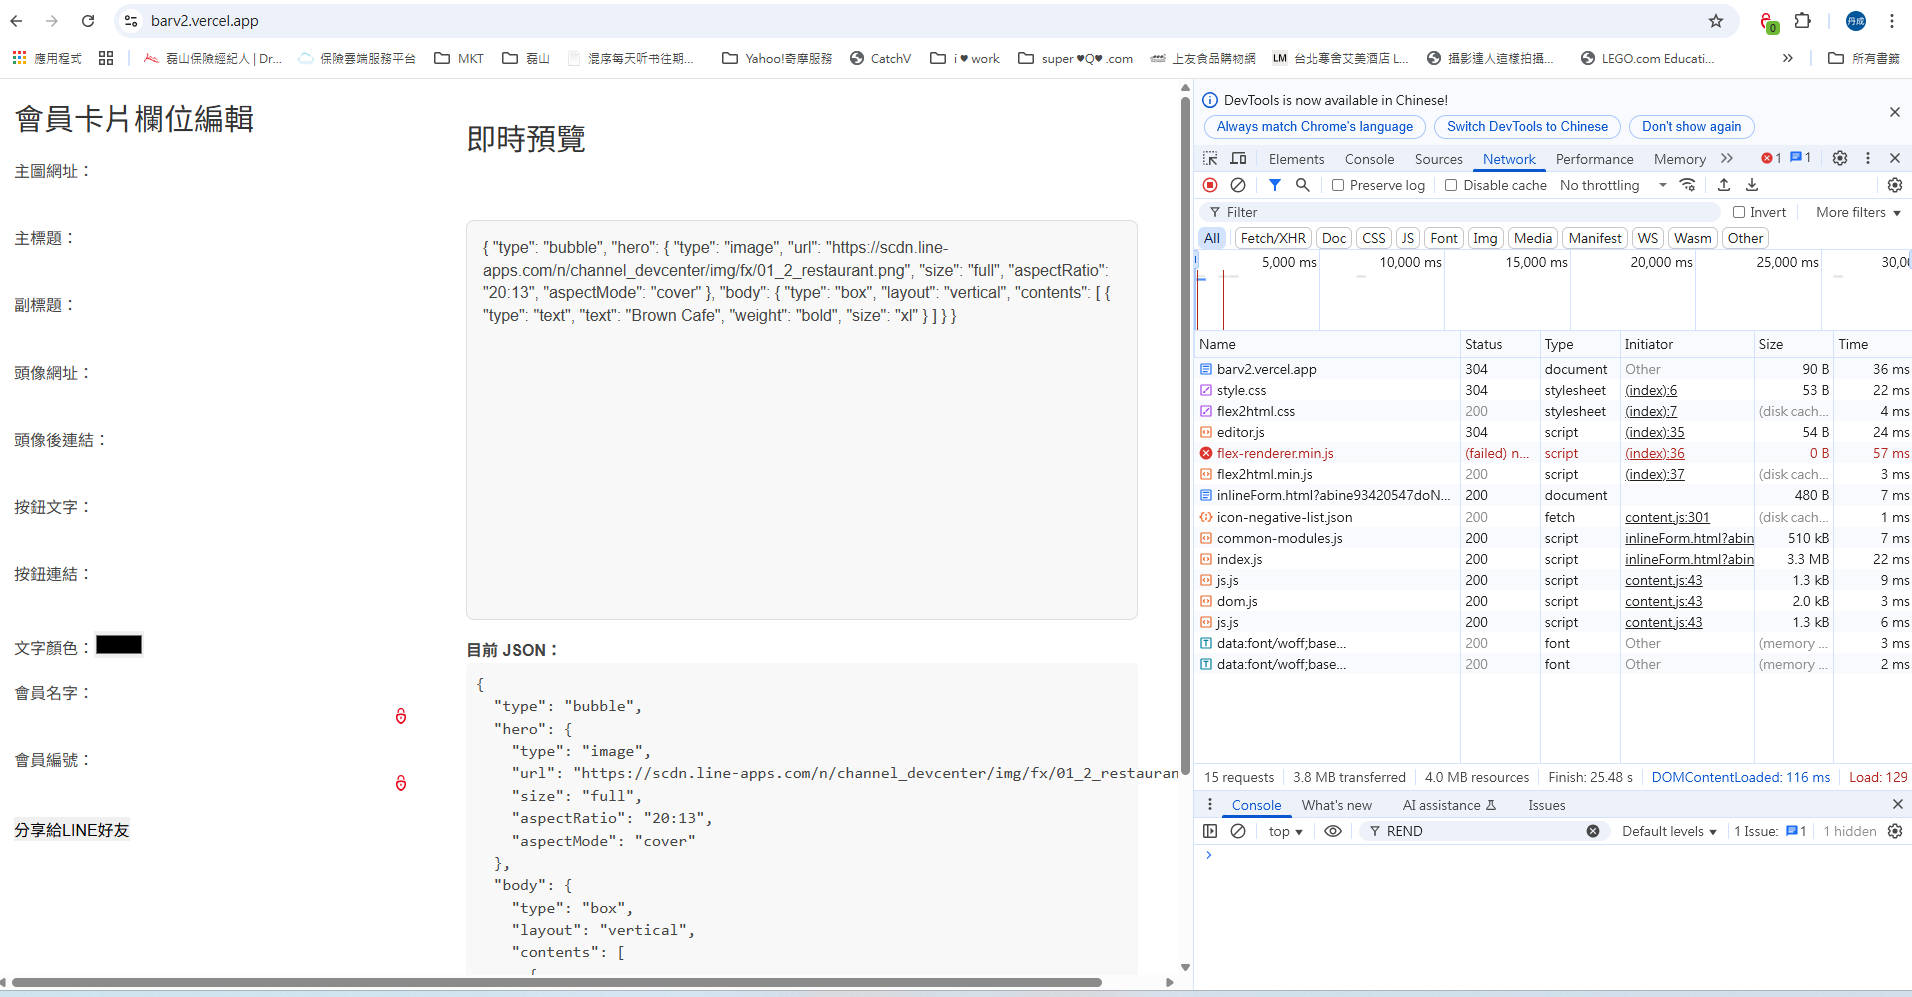 barv2.vercel.app
0
丹成
應用程式
磊山保險經紀人 | Dr...
保險雲端服務平台
MKT
磊山
混序每天听书往期...
Yahoo!奇摩服務
CatchV
i ♥ work
super ♥Q♥ .com
上友食品購物網
LM 台北寒舍艾美酒店 L...
攝影達人這樣拍攝...
LEGO.com Educati...
所有書籤
會員卡片欄位編輯
主圖網址：
主標題：
副標題：
頭像網址：
頭像後連結：
按鈕文字：
按鈕連結：
文字顏色：
會員名字：
會員編號：
分享給LINE好友
即時預覽
{ "type": "bubble", "hero": { "type": "image", "url": "https://scdn.line-
apps.com/n/channel_devcenter/img/fx/01_2_restaurant.png", "size": "full", "aspectRatio":
"20:13", "aspectMode": "cover" }, "body": { "type": "box", "layout": "vertical", "contents": [ {
"type": "text", "text": "Brown Cafe", "weight": "bold", "size": "xl" } ] } }
目前 JSON：
{
"type": "bubble",
"hero": {
"type": "image",
"url": "https://scdn.line-apps.com/n/channel_devcenter/img/fx/01_2_restauran
"size": "full",
"aspectRatio": "20:13",
"aspectMode": "cover"
},
"body": {
"type": "box",
"layout": "vertical",
"contents": [
{
DevTools is now available in Chinese!
Always match Chrome's language
Switch DevTools to Chinese
Don't show again
Elements
Console
Sources
Network
Performance
Memory
1
1
Preserve log
Disable cache
No throttling
Filter
Invert
More filters
All
Fetch/XHR
Doc
CSS
JS
Font
Img
Media
Manifest
WS
Wasm
Other
5,000 ms
10,000 ms
15,000 ms
20,000 ms
25,000 ms
30,00
Name Status Type Initiator Size Time
barv2.vercel.app 304 document Other 90 B 36 ms
style.css 304 stylesheet (index):6 53 B 22 ms
flex2html.css 200 stylesheet (index):7 (disk cach... 4 ms
editor.js 304 script (index):35 54 B 24 ms
flex-renderer.min.js (failed) n... script (index):36 0 B 57 ms
flex2html.min.js 200 script (index):37 (disk cach... 3 ms
inlineForm.html?abine93420547doN... 200 document 480 B 7 ms
icon-negative-list.json 200 fetch content.js:301 (disk cach... 1 ms
common-modules.js 200 script inlineForm.html?abin 510 kB 7 ms
index.js 200 script inlineForm.html?abin 3.3 MB 22 ms
js.js 200 script content.js:43 1.3 kB 9 ms
dom.js 200 script content.js:43 2.0 kB 3 ms
js.js 200 script content.js:43 1.3 kB 6 ms
data:font/woff;base... 200 font Other (memory ... 3 ms
data:font/woff;base... 200 font Other (memory ... 2 ms
15 requests
3.8 MB transferred
4.0 MB resources
Finish: 25.48 s
DOMContentLoaded: 116 ms
Load: 129
Console
What's new
AI assistance
Issues
top
REND
Default levels
1 Issue: 1
1 hidden